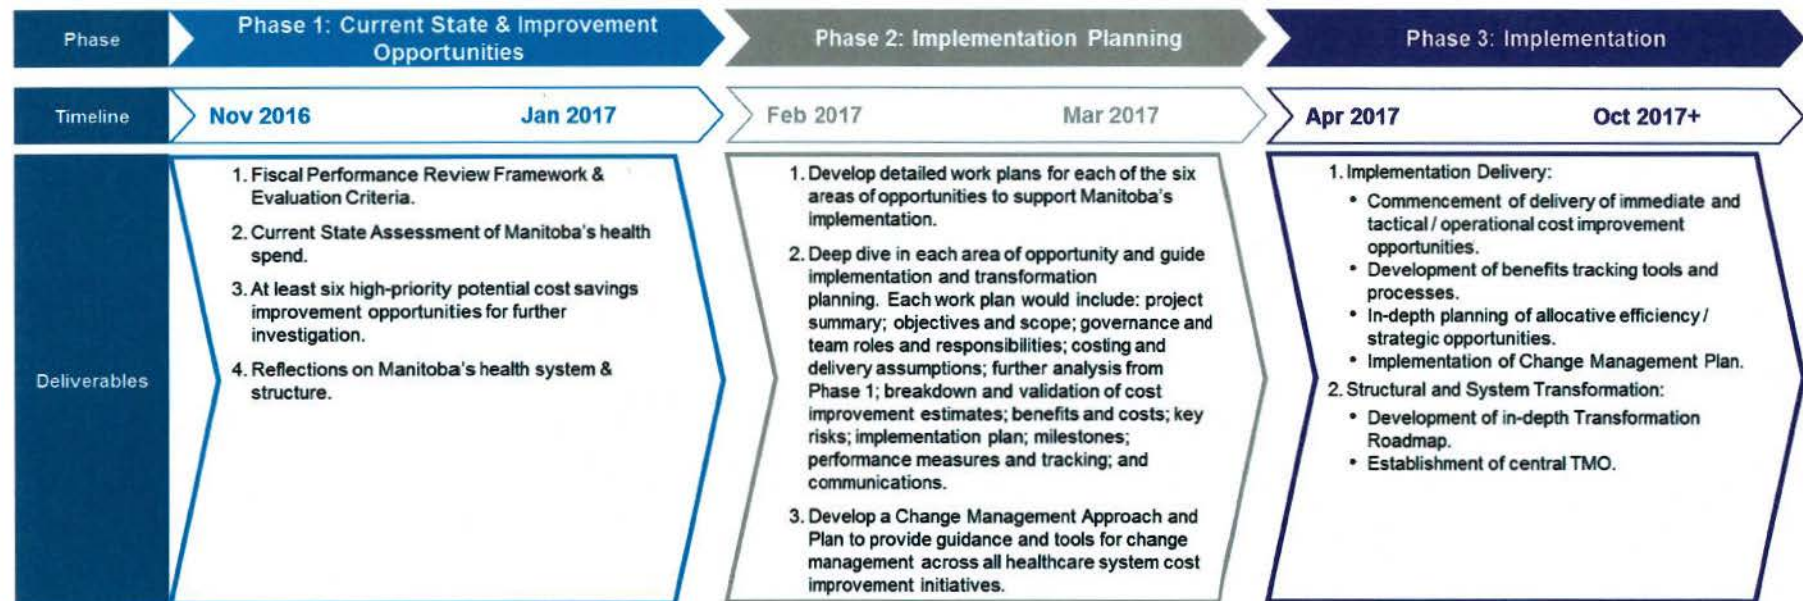 Phase
Phase 1: Current State & Improvement
Opportunities
Phase 2: Implementation Planning
Phase 3: Implementation
Timeline
Nov 2016
Jan 2017
Feb 2017
Mar 2017
Apr 2017
Oct 2017+
Deliverables
1. Fiscal Performance Review Framework &
Evaluation Criteria.
2. Current State Assessment of Manitoba's health
spend.
3. At least six high-priority potential cost savings
improvement opportunities for further
investigation.
4. Reflections on Manitoba's health system &
structure.
1. Develop detailed work plans for each of the six
areas of opportunities to support Manitoba's
implementation.
2. Deep dive in each area of opportunity and guide
implementation and transformation
planning. Each work plan would include: project
summary; objectives and scope; governance and
team roles and responsibilities; costing and
delivery assumptions; further analysis from
Phase 1; breakdown and validation of cost
improvement estimates; benefits and costs; key
risks; implementation plan; milestones;
performance measures and tracking; and
communications.
3. Develop a Change Management Approach and
Plan to provide guidance and tools for change
management across all healthcare system cost
improvement initiatives.
1. Implementation Delivery:
• Commencement of delivery of immediate and
tactical / operational cost improvement
opportunities.
• Development of benefits tracking tools and
processes.
• In-depth planning of allocative efficiency /
strategic opportunities.
• Implementation of Change Management Plan.
2. Structural and System Transformation:
• Development of in-depth Transformation
Roadmap.
• Establishment of central TMO.